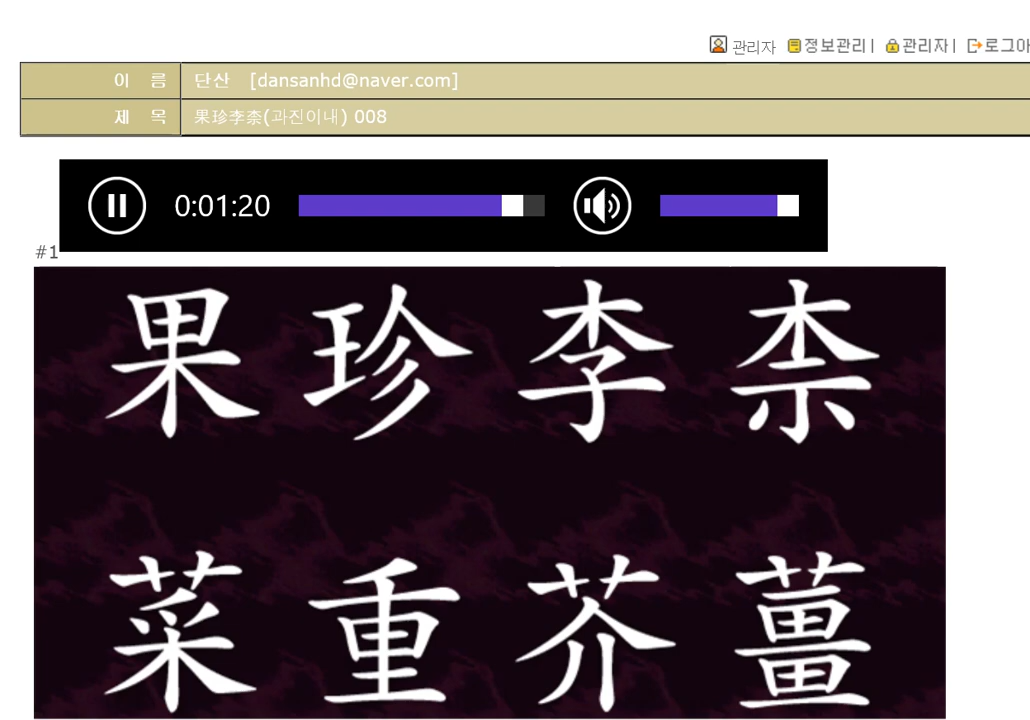 관리자 정보관리 | 관리자 | 로그아
이 름 단산 [dansanhd@naver.com]
제 목 果珍李柰(과진이내) 008
0:01:20
#1
果珍李柰
菜重芥薑